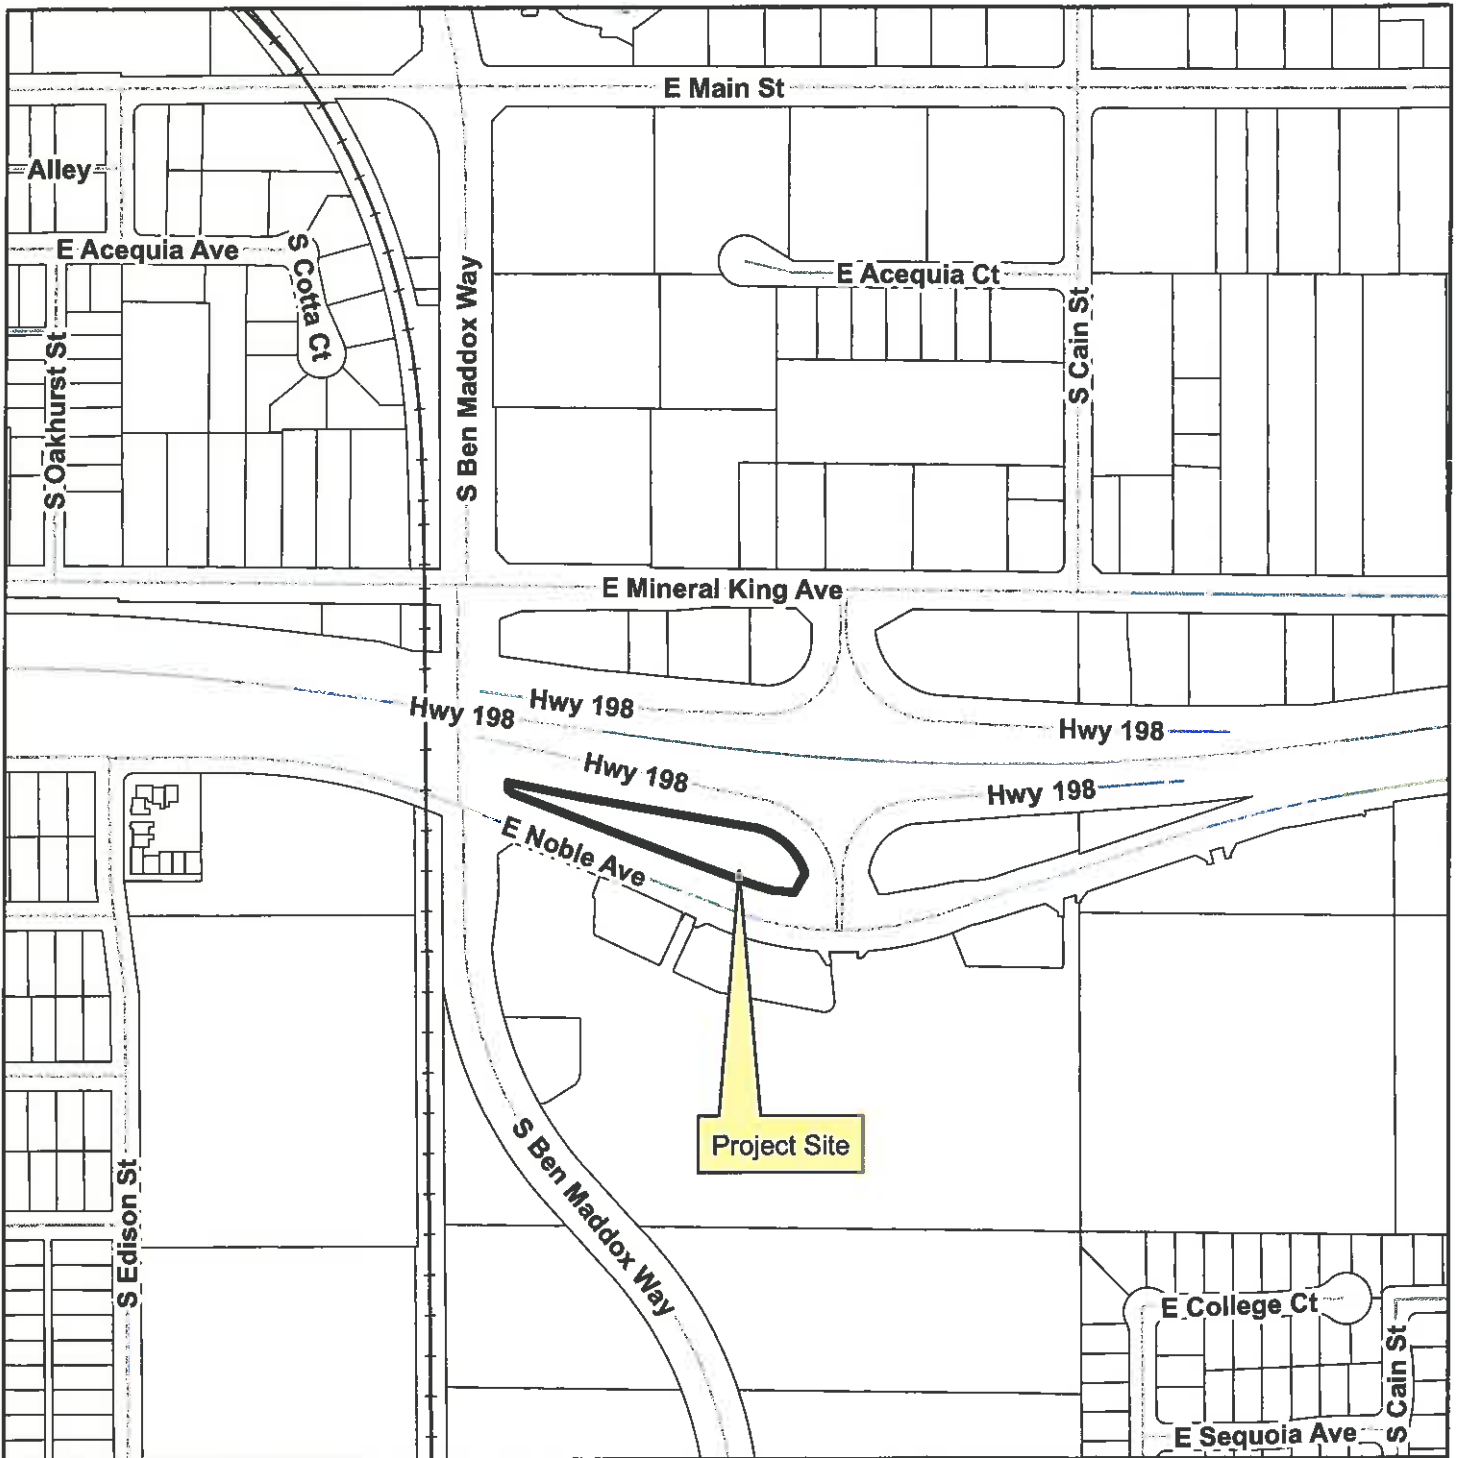 E Main St
Alley
E Acequia Ave
S Cotta Ct
E Acequia Ct
S Ben Maddox Way
S Cain St
S Oakhurst St
E Mineral King Ave
Hwy 198
Hwy 198
Hwy 198
Hwy 198
Hwy 198
E Noble Ave
Project Site
S Ben Maddox Way
S Edison St
E College Ct
S Cain St
E Sequoia Ave